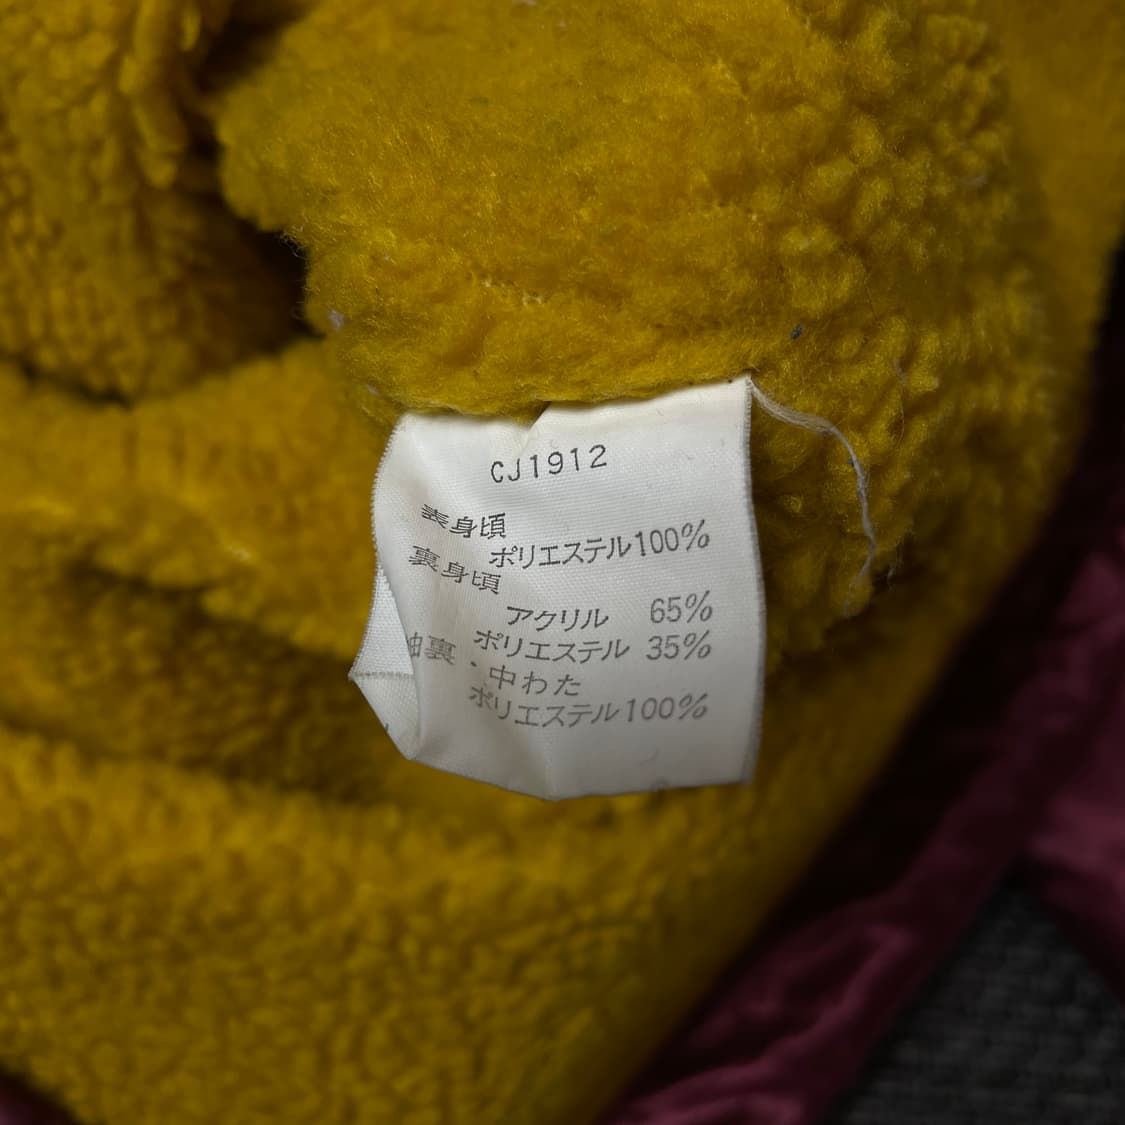 CJ1912
表身頃
ポリエステル100%
裏身頃
アクリル 65%
ポリエステル 35%
袖裏・中わた
ポリエステル100%